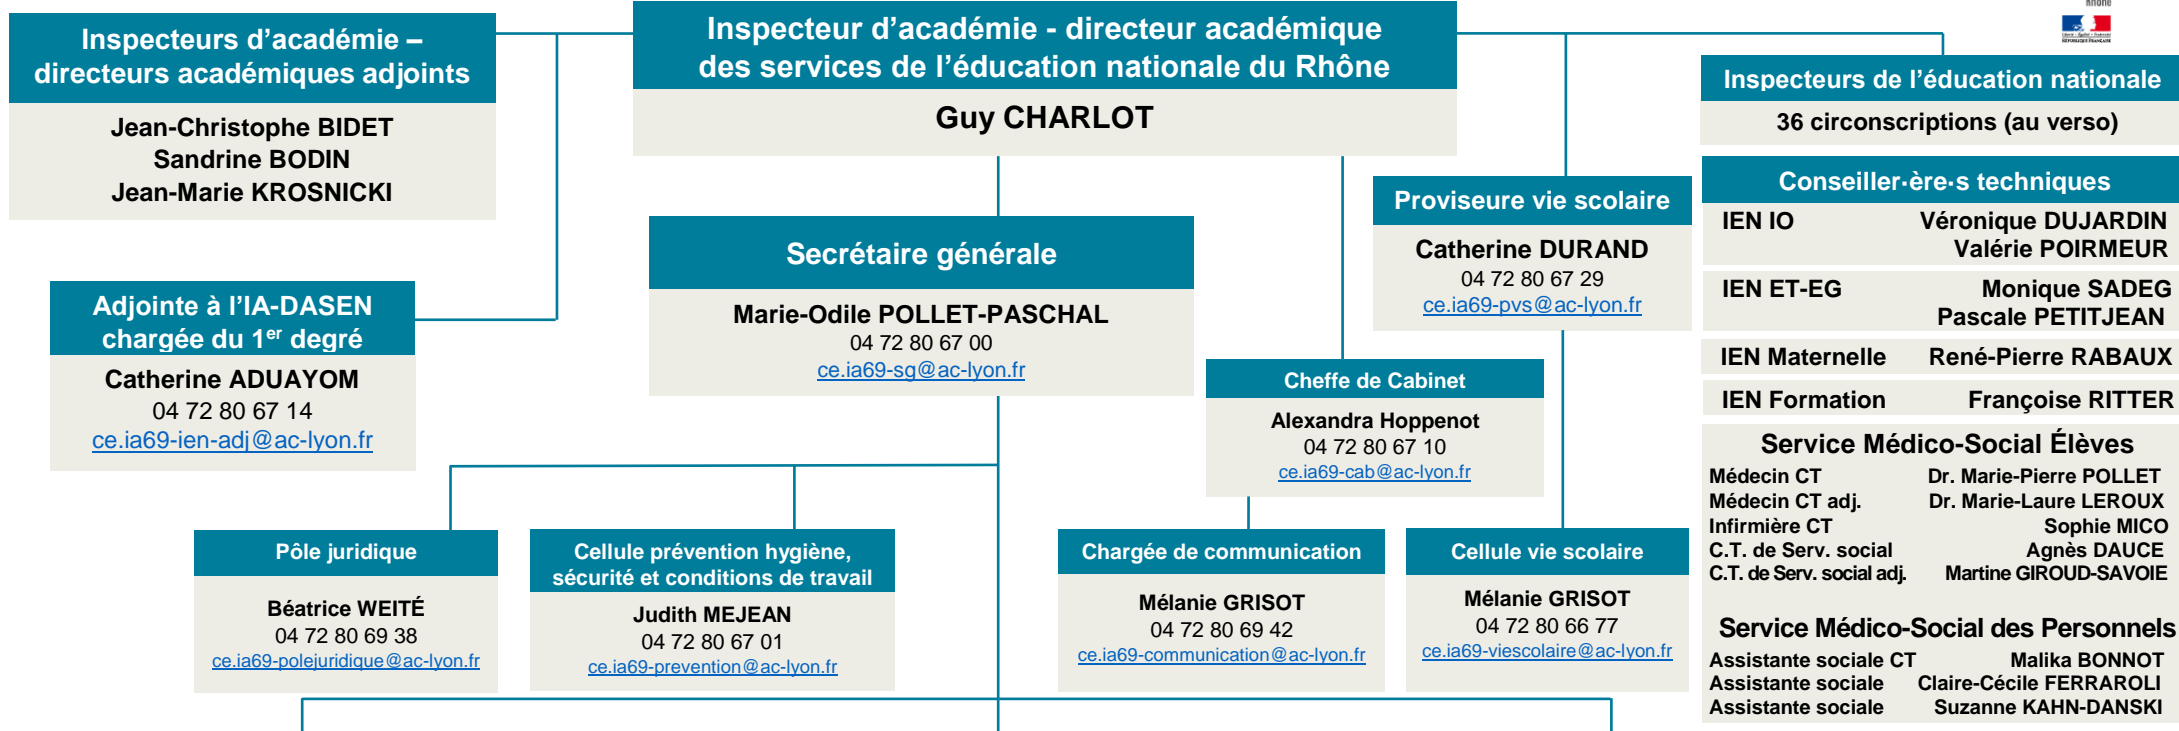 Rhône
Liberté • Égalité • Fraternité
RÉPUBLIQUE FRANÇAISE
Inspecteurs d’académie –
directeurs académiques adjoints
Jean-Christophe BIDET
Sandrine BODIN
Jean-Marie KROSNICKI
Inspecteur d’académie - directeur académique
des services de l’éducation nationale du Rhône
Guy CHARLOT
Inspecteurs de l’éducation nationale
36 circonscriptions (au verso)
Adjointe à l’IA-DASEN
chargée du 1er degré
Catherine ADUAYOM
04 72 80 67 14
ce.ia69-ien-adj@ac-lyon.fr
Secrétaire générale
Marie-Odile POLLET-PASCHAL
04 72 80 67 00
ce.ia69-sg@ac-lyon.fr
Proviseure vie scolaire
Catherine DURAND
04 72 80 67 29
ce.ia69-pvs@ac-lyon.fr
Cheffe de Cabinet
Alexandra Hoppenot
04 72 80 67 10
ce.ia69-cab@ac-lyon.fr
Conseiller·ère·s techniques
IEN IO Véronique DUJARDIN
Valérie POIRMEUR
IEN ET-EG Monique SADEG
Pascale PETITJEAN
IEN Maternelle René-Pierre RABAUX
IEN Formation Françoise RITTER
Service Médico-Social Élèves
Médecin CT Dr. Marie-Pierre POLLET
Médecin CT adj. Dr. Marie-Laure LEROUX
Infirmière CT Sophie MICO
C.T. de Serv. social Agnès DAUCE
C.T. de Serv. social adj. Martine GIROUD-SAVOIE
Service Médico-Social des Personnels
Assistante sociale CT Malika BONNOT
Assistante sociale Claire-Cécile FERRAROLI
Assistante sociale Suzanne KAHN-DANSKI
Pôle juridique
Béatrice WEITÉ
04 72 80 69 38
ce.ia69-polejuridique@ac-lyon.fr
Cellule prévention hygiène,
sécurité et conditions de travail
Judith MEJEAN
04 72 80 67 01
ce.ia69-prevention@ac-lyon.fr
Chargée de communication
Mélanie GRISOT
04 72 80 69 42
ce.ia69-communication@ac-lyon.fr
Cellule vie scolaire
Mélanie GRISOT
04 72 80 66 77
ce.ia69-viescolaire@ac-lyon.fr